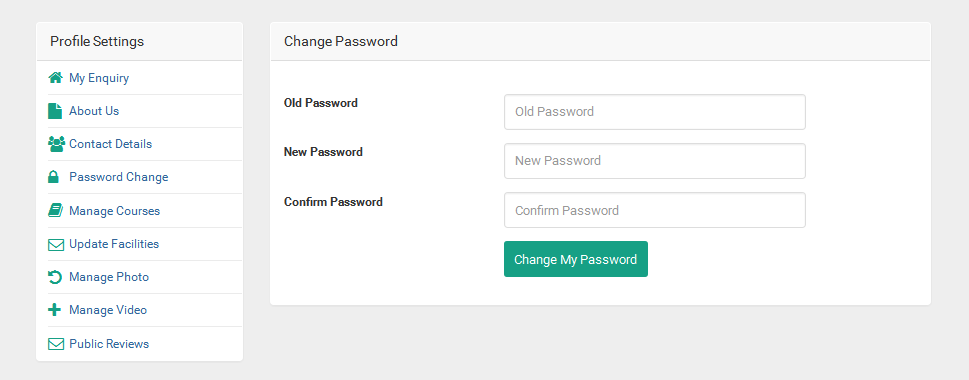 Profile Settings
My Enquiry
About Us
Contact Details
Password Change
Manage Courses
Update Facilities
Manage Photo
Manage Video
Public Reviews
Change Password
Old Password
Old Password
New Password
New Password
Confirm Password
Confirm Password
Change My Password